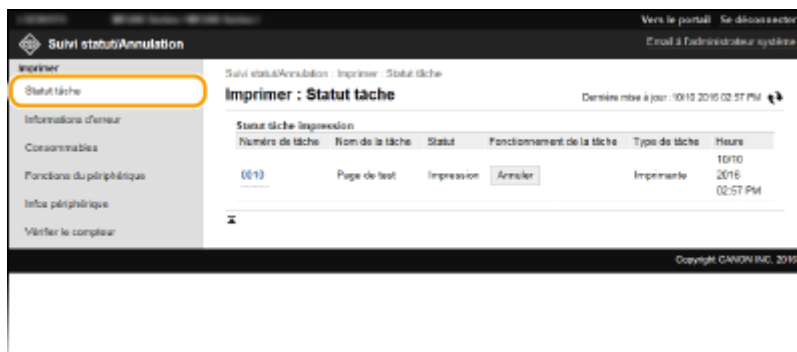 Vers le portail Se déconnecter
Suivi statut/Annulation
Email à l'administrateur système
Imprimer
Statut tâche
Informations d'erreur
Consommables
Fonctions du périphérique
Infos périphérique
Vérifier le compteur
Suivi statut/Annulation : Imprimer : Statut tâche
Imprimer : Statut tâche
Dernière mise à jour : 10/10 2016 02:57 PM
Statut tâche impression
Numéro de tâche Nom de la tâche Statut Fonctionnement de la tâche Type de tâche Heure
0010 Page de test Impression Annuler Imprimante 10/10 2016 02:57 PM
Copyright CANON INC. 2016